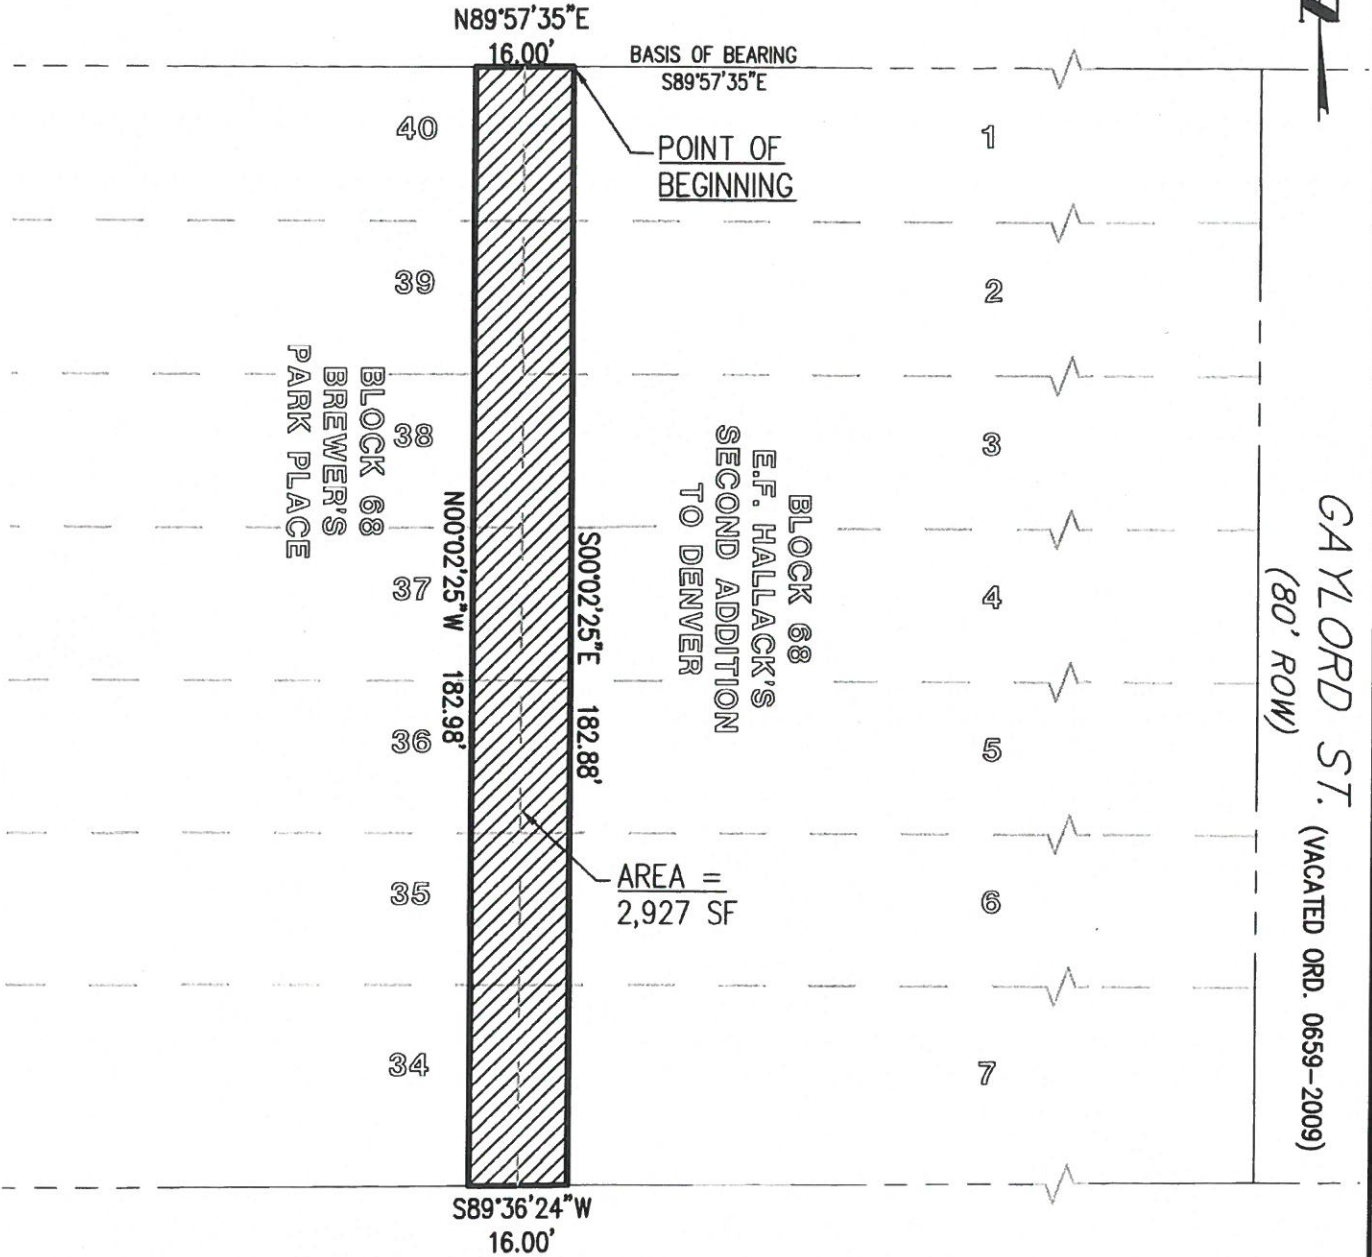 N89°57'35"E
16.00'
BASIS OF BEARING
S89°57'35"E
POINT OF
BEGINNING
40
39
38
37
36
35
34
1
2
3
4
5
6
7
BLOCK 68
BREWER'S
PARK PLACE
N00°02'25"W 182.98'
S00°02'25"E 182.88'
BLOCK 68
E.F. HALLACK'S
SECOND ADDITION
TO DENVER
AREA =
2,927 SF
GAYLORD ST. (VACATED ORD. 0659-2009)
(80' ROW)
S89°36'24"W
16.00'